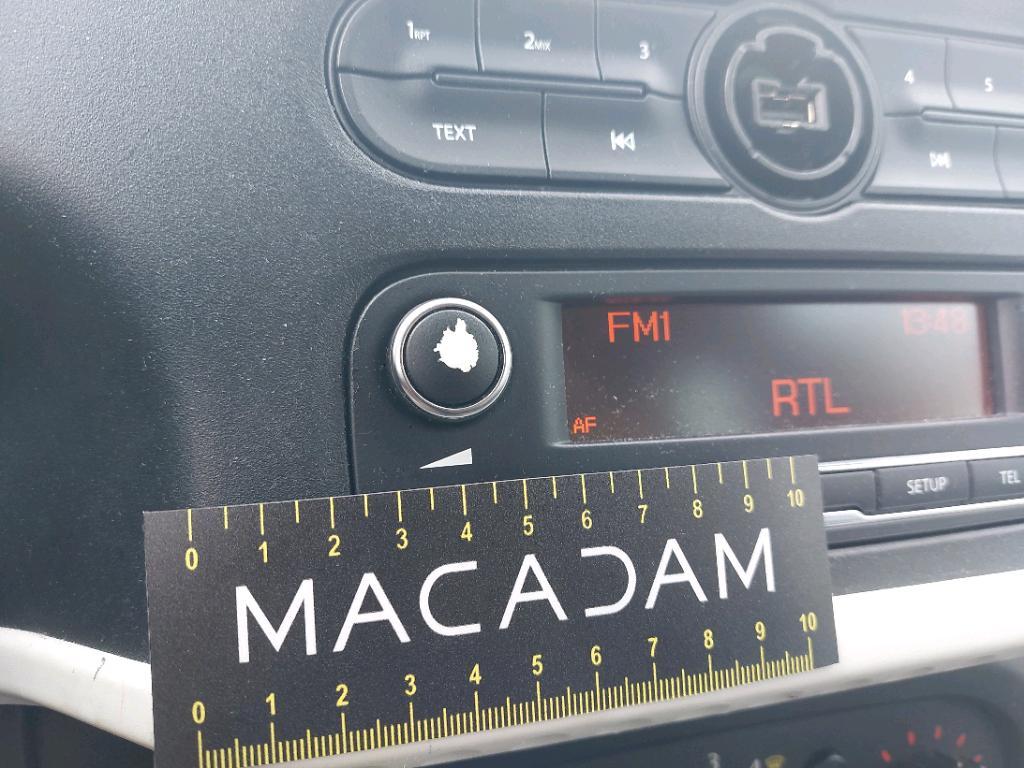 1RPT 2MIX 3 4 5
TEXT
FM1 13:43
RTL
AF
SETUP TEL
0 1 2 3 4 5 6 7 8 9 10
MACADAM
0 1 2 3 4 5 6 7 8 9 10